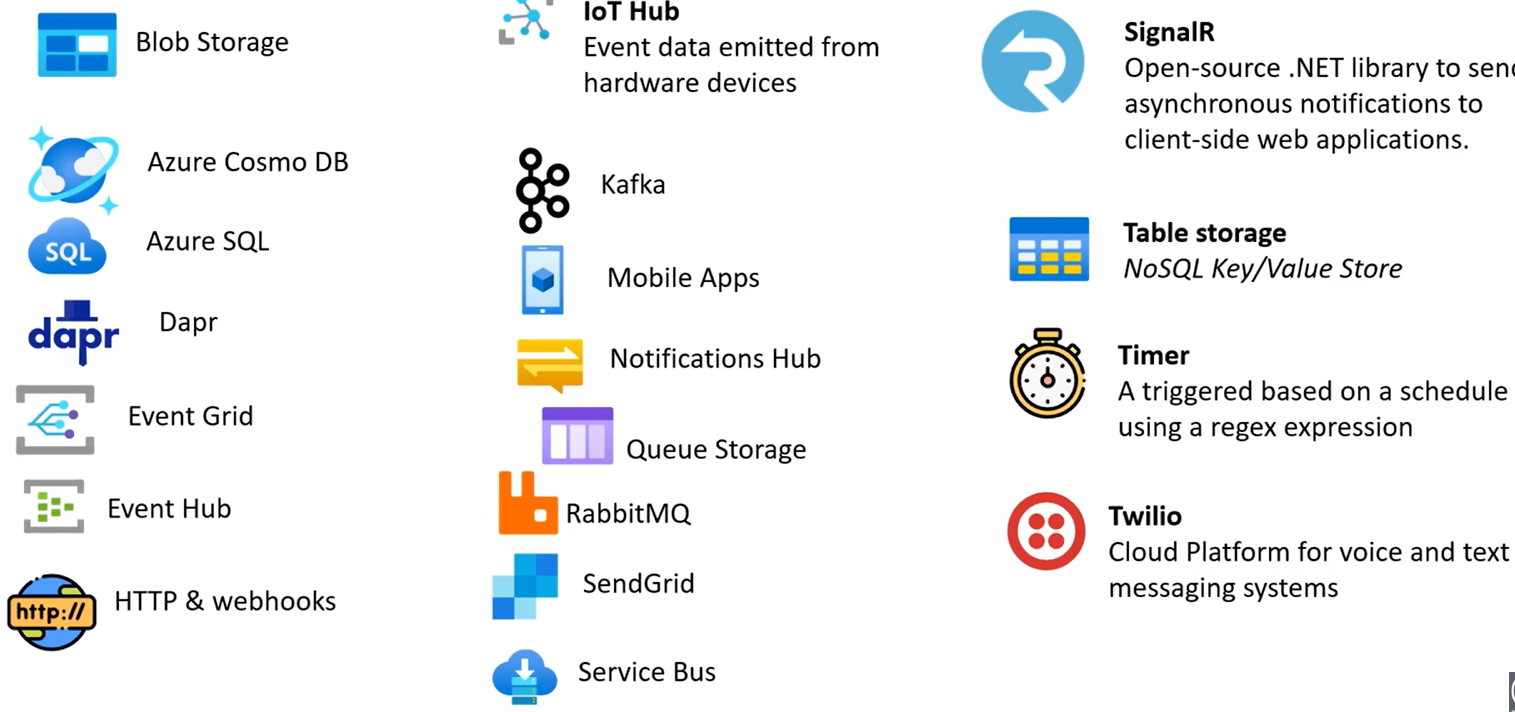 Blob Storage
Azure Cosmo DB
SQL
Azure SQL
dapr
Dapr
Event Grid
Event Hub
http://
HTTP & webhooks
IoT Hub
Event data emitted from
hardware devices
Kafka
Mobile Apps
Notifications Hub
Queue Storage
RabbitMQ
SendGrid
Service Bus
SignalR
Open-source .NET library to send
asynchronous notifications to
client-side web applications.
Table storage
NoSQL Key/Value Store
Timer
A triggered based on a schedule
using a regex expression
Twilio
Cloud Platform for voice and text
messaging systems